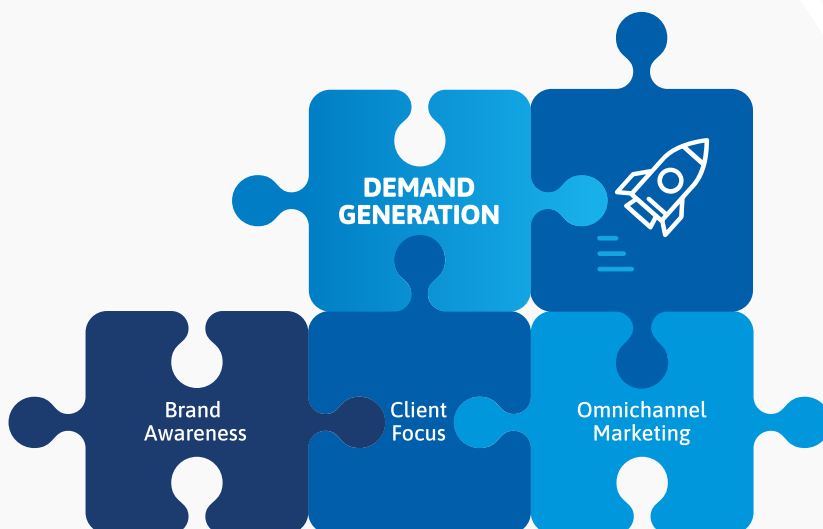 DEMAND
GENERATION
Brand
Awareness
Client
Focus
Omnichannel
Marketing